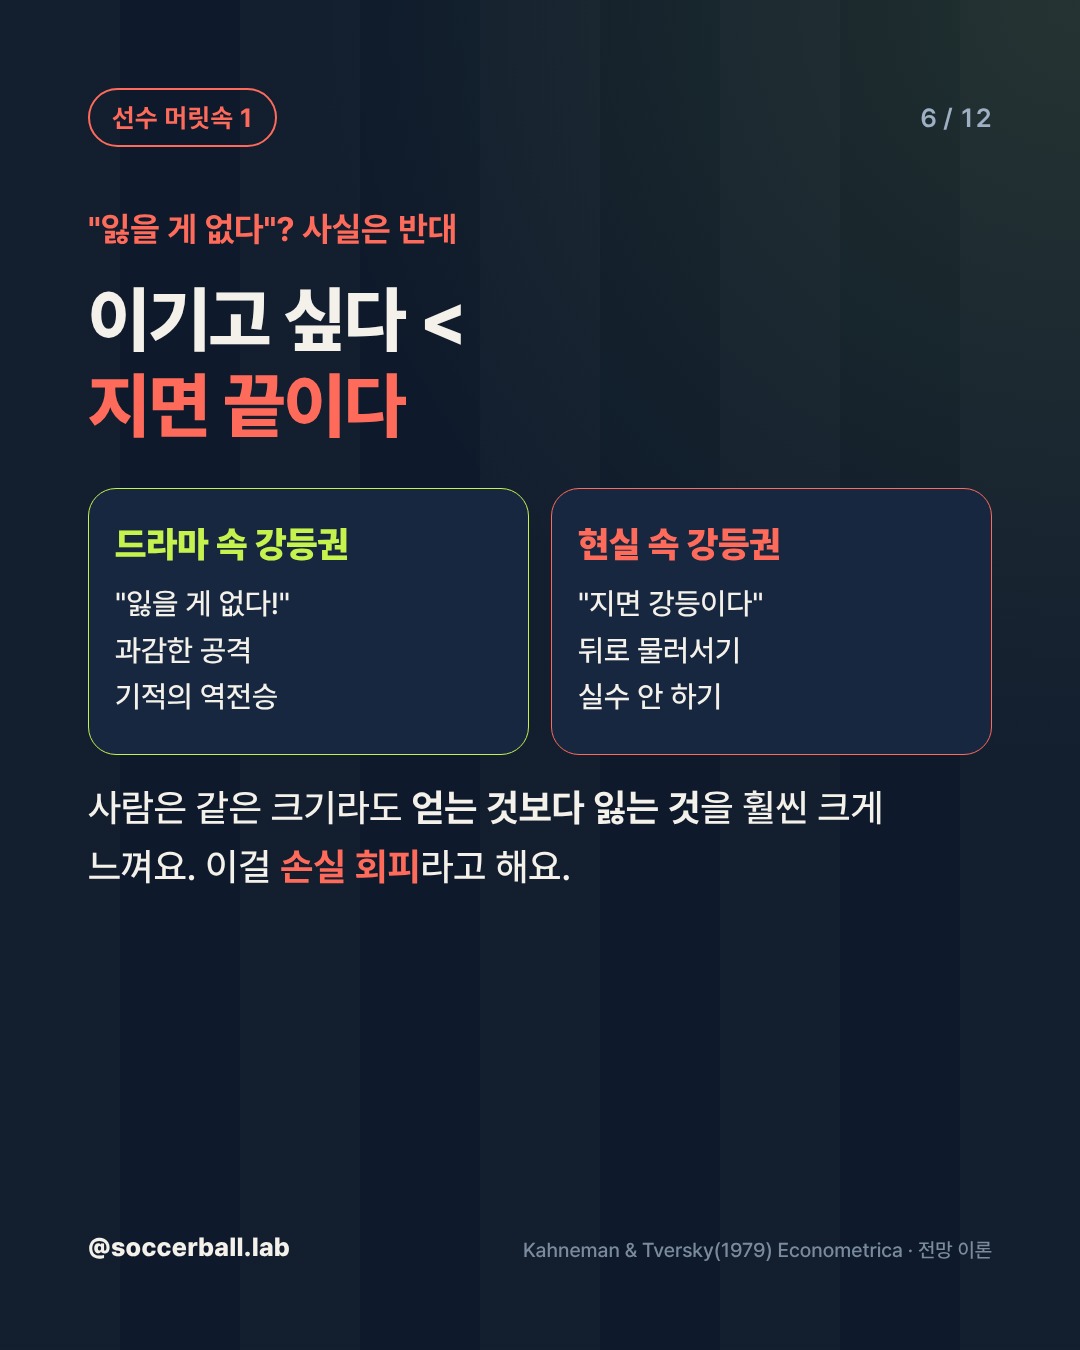 선수 머릿속 1
6 / 12
"잃을 게 없다"? 사실은 반대
이기고 싶다 <
지면 끝이다
드라마 속 강등권
"잃을 게 없다!"
과감한 공격
기적의 역전승
현실 속 강등권
"지면 강등이다"
뒤로 물러서기
실수 안 하기
사람은 같은 크기라도 얻는 것보다 잃는 것을 훨씬 크게
느껴요. 이걸 손실 회피라고 해요.
@soccerball.lab
Kahneman & Tversky(1979) Econometrica · 전망 이론